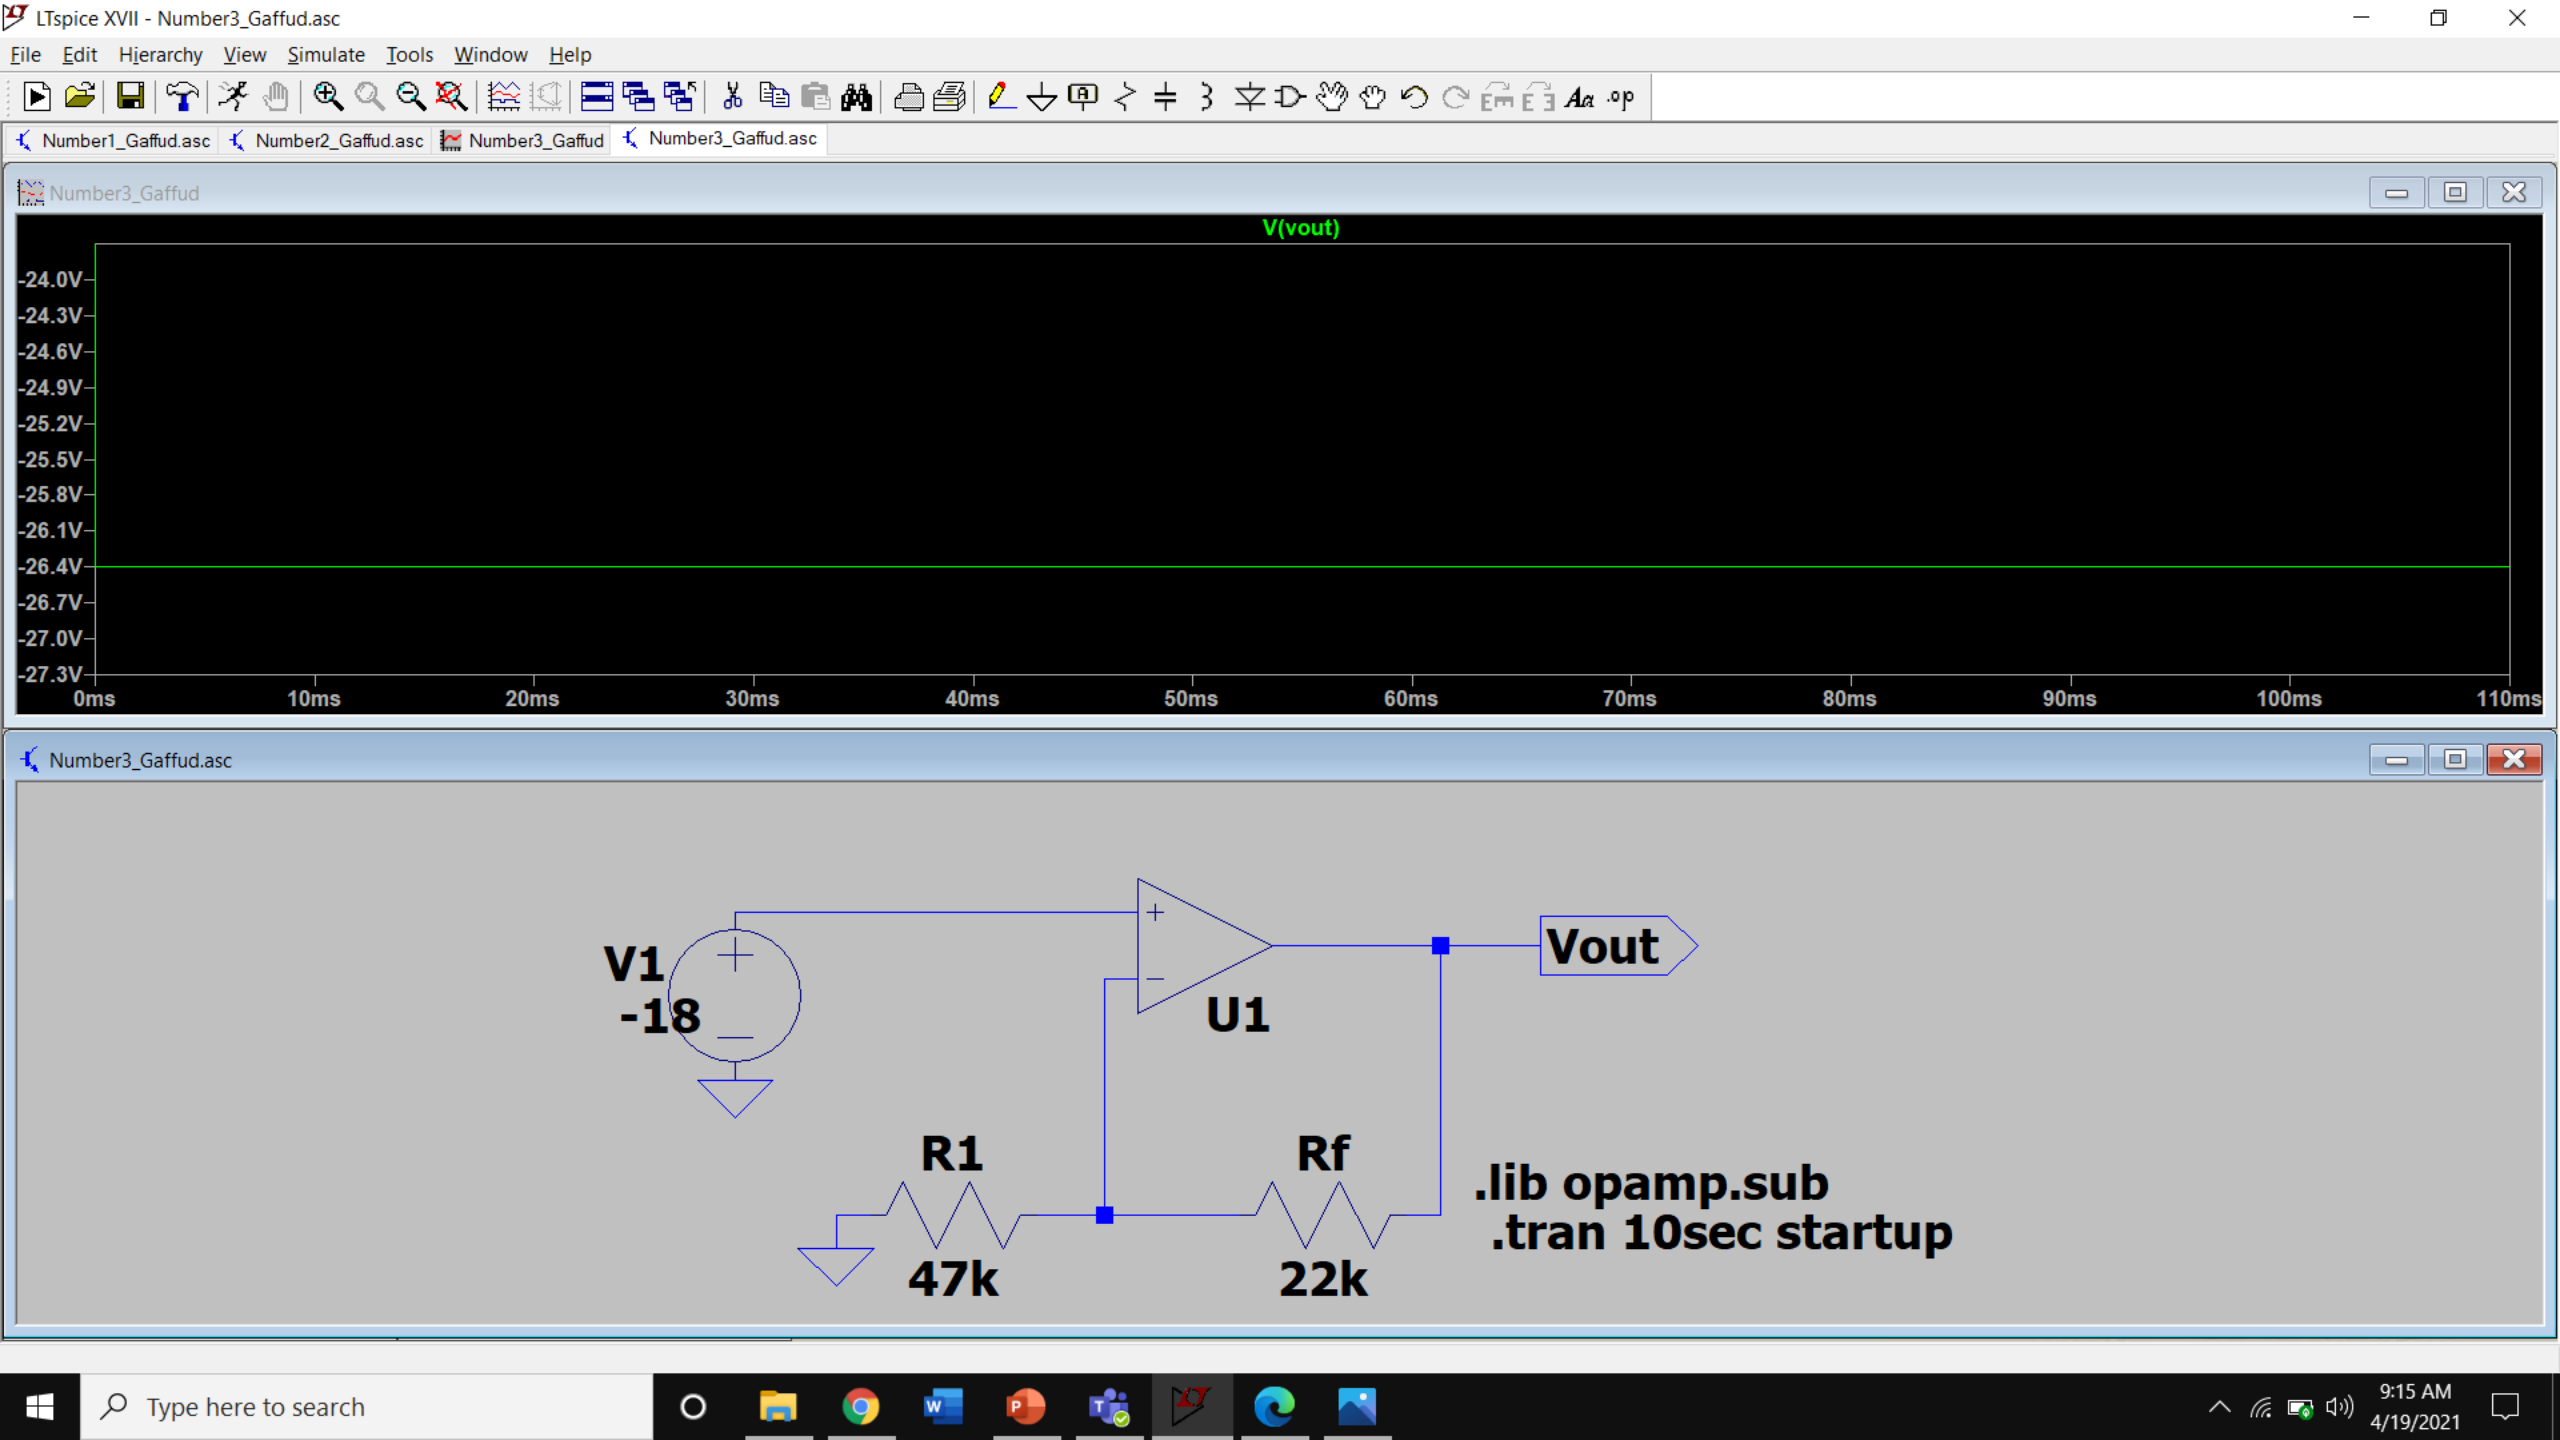 LTspice XVII - Number3_Gaffud.asc
File Edit Hierarchy View Simulate Tools Window Help
Aa .op
Number1_Gaffud.asc Number2_Gaffud.asc Number3_Gaffud Number3_Gaffud.asc
Number3_Gaffud
V(vout)
-24.0V
-24.3V
-24.6V
-24.9V
-25.2V
-25.5V
-25.8V
-26.1V
-26.4V
-26.7V
-27.0V
-27.3V
0ms 10ms 20ms 30ms 40ms 50ms 60ms 70ms 80ms 90ms 100ms 110ms
Number3_Gaffud.asc
V1
-18
U1
Vout
R1
47k
Rf
22k
.lib opamp.sub
.tran 10sec startup
Type here to search
9:15 AM
4/19/2021